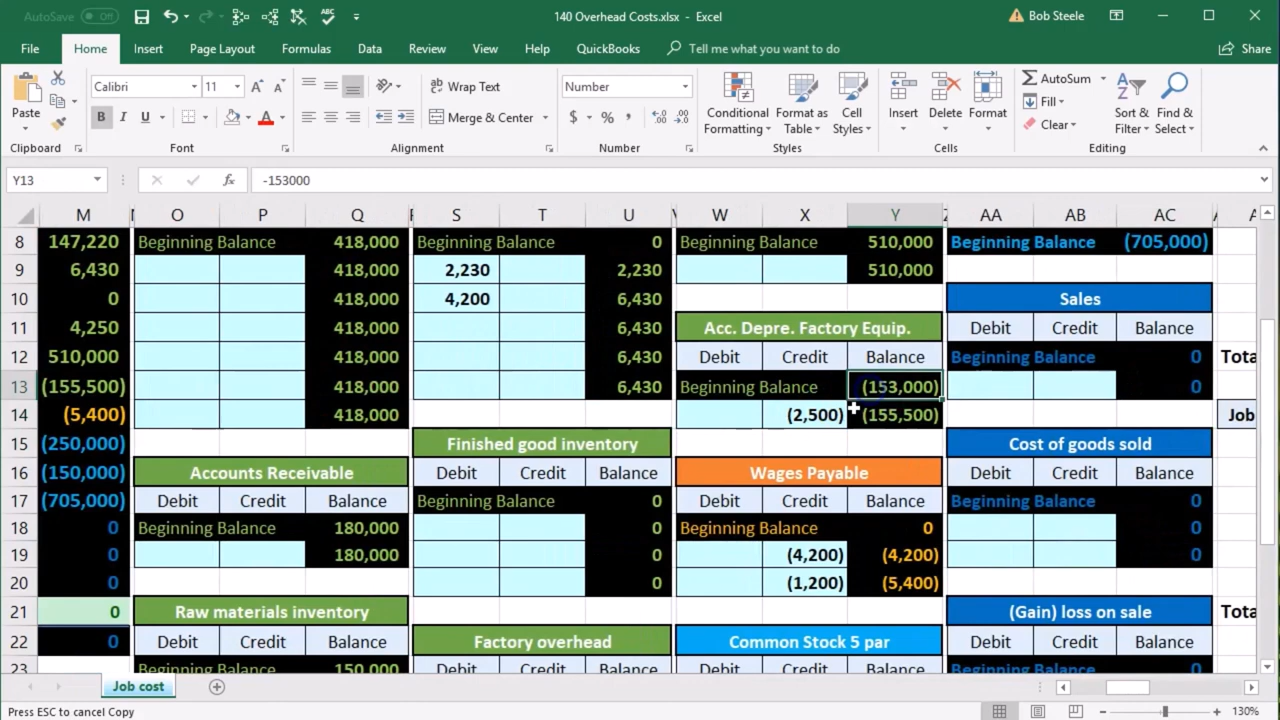 AutoSave Off 140 Overhead Costs.xlsx - Excel Bob Steele
File Home Insert Page Layout Formulas Data Review View Help QuickBooks Tell me what you want to do Share
Calibri 11 Wrap Text Number AutoSum
Paste B I U A Merge & Center $ % Conditional Formatting Format as Table Cell Styles Insert Delete Format Fill Clear Sort & Filter Find & Select
Clipboard Font Alignment Number Styles Cells Editing
Y13 fx -153000
M O P Q S T U W X Y AA AB AC
8 147,220 Beginning Balance 418,000 Beginning Balance 0 Beginning Balance 510,000 Beginning Balance (705,000)
9 6,430 418,000 2,230 2,230 510,000
10 0 418,000 4,200 6,430 Sales
11 4,250 418,000 6,430 Acc. Depre. Factory Equip. Debit Credit Balance
12 510,000 418,000 6,430 Debit Credit Balance Beginning Balance 0 Tota
13 (155,500) 418,000 6,430 Beginning Balance (153,000) 0
14 (5,400) 418,000 (2,500) (155,500) Job
15 (250,000) Finished good inventory Cost of goods sold
16 (150,000) Accounts Receivable Debit Credit Balance Wages Payable Debit Credit Balance
17 (705,000) Debit Credit Balance Beginning Balance 0 Debit Credit Balance Beginning Balance 0
18 0 Beginning Balance 180,000 0 Beginning Balance 0 0
19 0 180,000 0 (4,200) (4,200) 0
20 0 0 (1,200) (5,400)
21 0 Raw materials inventory (Gain) loss on sale Tota
22 0 Debit Credit Balance Factory overhead Common Stock 5 par Debit Credit Balance
23 Beginning Balance 150,000 Debit Credit Balance Debit Credit Balance Beginning Balance 0
Job cost
Press ESC to cancel Copy 130%